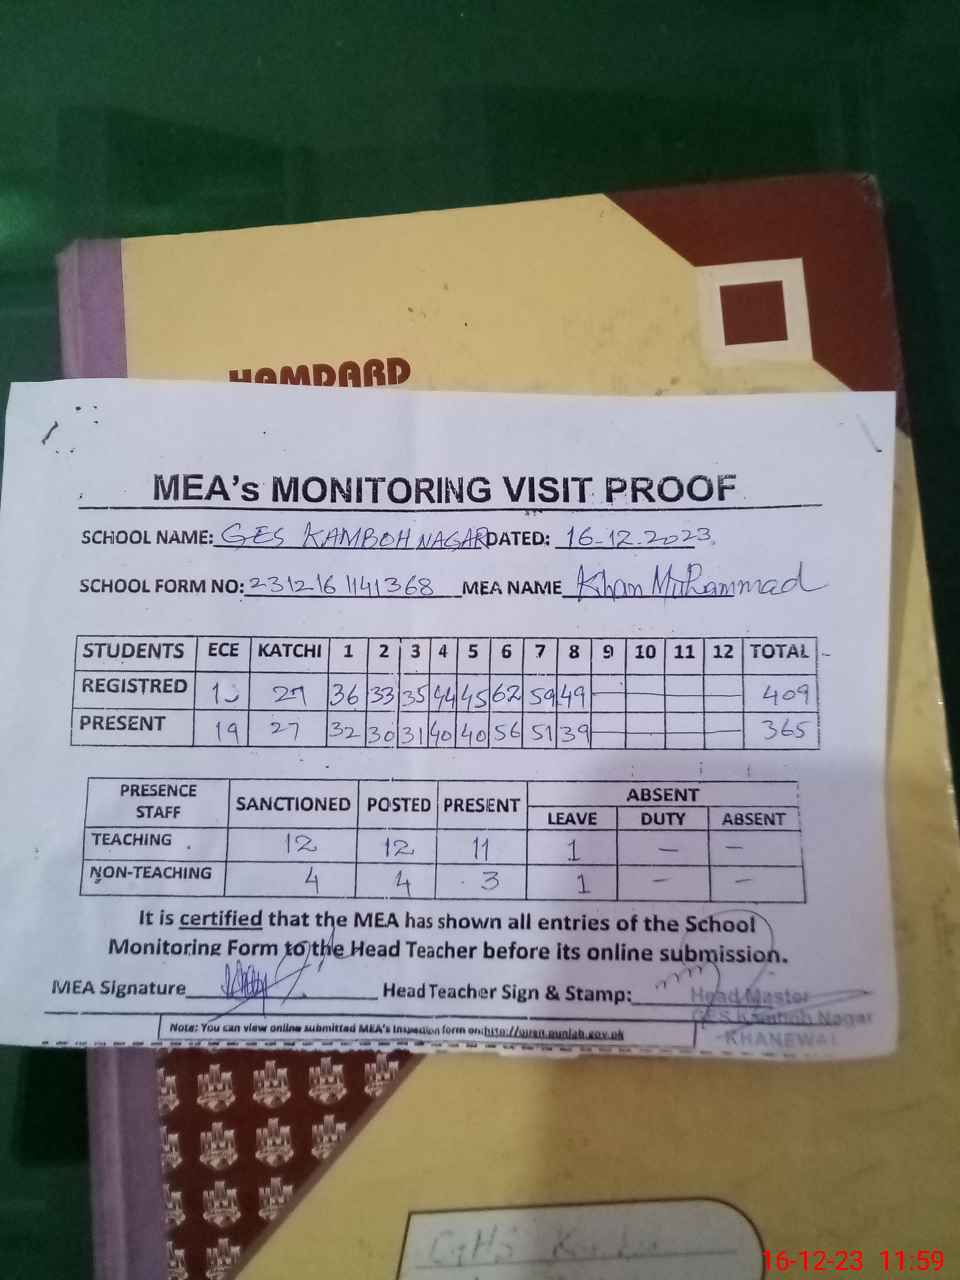 HAMDARD
MEA's MONITORING VISIT PROOF
SCHOOL NAME: GES KAMBOH NAGAR DATED: 16-12-2023
SCHOOL FORM NO: 231216 1141368 MEA NAME Khan Muhammad
STUDENTS ECE KATCHI 1 2 3 4 5 6 7 8 9 10 11 12 TOTAL
REGISTRED 27 36 33 35 44 45 62 59 49 409
PRESENT 19 27 32 30 31 40 40 56 51 39 365
PRESENCE STAFF SANCTIONED POSTED PRESENT ABSENT
LEAVE DUTY ABSENT
TEACHING 12 12 11 1 — —
NON-TEACHING 4 4 3 1 — —
It is certified that the MEA has shown all entries of the School
Monitoring Form to the Head Teacher before its online submission.
MEA Signature Head Teacher Sign & Stamp:
Head Master
GES Kamboh Nagar
KHANEWAL
Note: You can view online submitted MEA's Inspection form on:
16-12-23 11:59